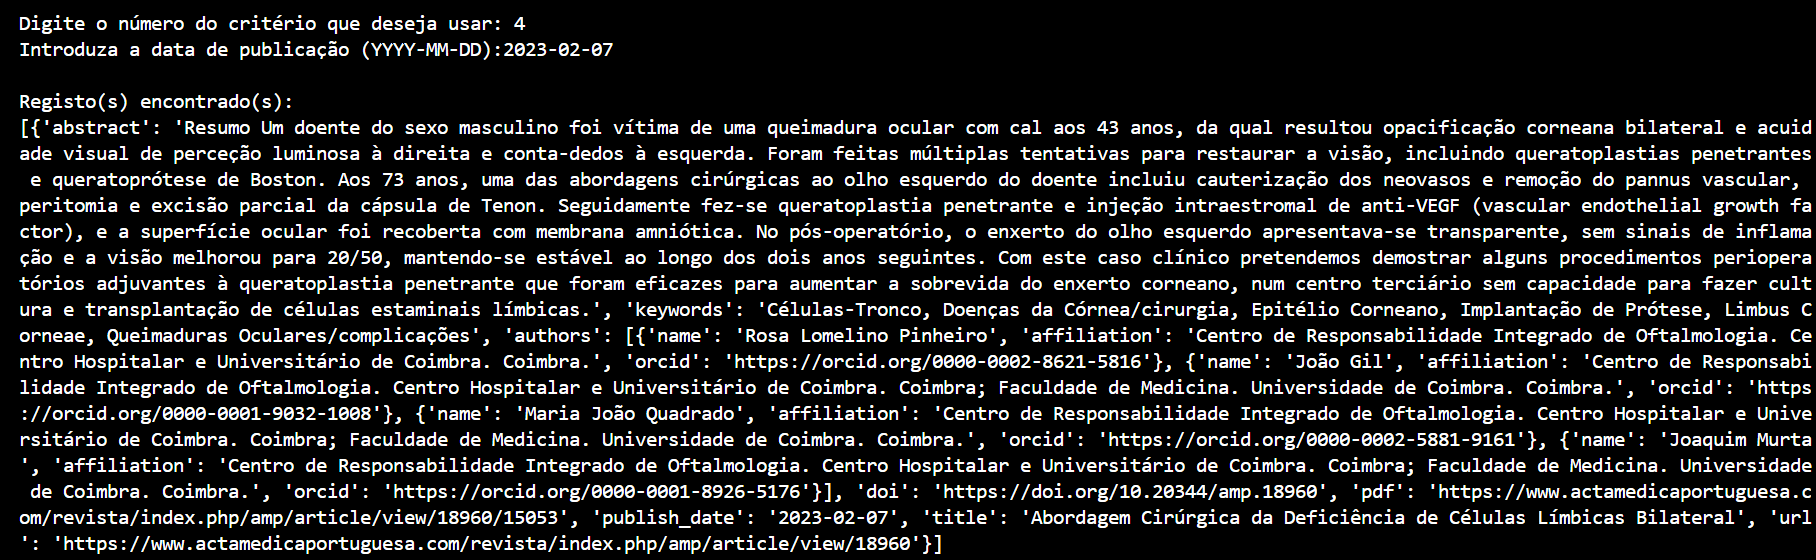 Digite o número do critério que deseja usar: 4
Introduza a data de publicação (YYYY-MM-DD):2023-02-07
Registo(s) encontrado(s):
[{'abstract': 'Resumo Um doente do sexo masculino foi vítima de uma queimadura ocular com cal aos 43 anos, da qual resultou opacificação corneana bilateral e acuid
ade visual de perceção luminosa à direita e conta-dedos à esquerda. Foram feitas múltiplas tentativas para restaurar a visão, incluindo queratoplastias penetrantes
 e queratoprótese de Boston. Aos 73 anos, uma das abordagens cirúrgicas ao olho esquerdo do doente incluiu cauterização dos neovasos e remoção do pannus vascular,
peritomia e excisão parcial da cápsula de Tenon. Seguidamente fez-se queratoplastia penetrante e injeção intraestromal de anti-VEGF (vascular endothelial growth fa
ctor), e a superfície ocular foi recoberta com membrana amniótica. No pós-operatório, o enxerto do olho esquerdo apresentava-se transparente, sem sinais de inflama
ção e a visão melhorou para 20/50, mantendo-se estável ao longo dos dois anos seguintes. Com este caso clínico pretendemos demostrar alguns procedimentos periopera
tórios adjuvantes à queratoplastia penetrante que foram eficazes para aumentar a sobrevida do enxerto corneano, num centro terciário sem capacidade para fazer cult
ura e transplantação de células estaminais límbicas.', 'keywords': 'Células-Tronco, Doenças da Córnea/cirurgia, Epitélio Corneano, Implantação de Prótese, Limbus C
orneae, Queimaduras Oculares/complicações', 'authors': [{'name': 'Rosa Lomelino Pinheiro', 'affiliation': 'Centro de Responsabilidade Integrado de Oftalmologia. Ce
ntro Hospitalar e Universitário de Coimbra. Coimbra.', 'orcid': 'https://orcid.org/0000-0002-8621-5816'}, {'name': 'João Gil', 'affiliation': 'Centro de Responsabi
lidade Integrado de Oftalmologia. Centro Hospitalar e Universitário de Coimbra. Coimbra; Faculdade de Medicina. Universidade de Coimbra. Coimbra.', 'orcid': 'https
://orcid.org/0000-0001-9032-1008'}, {'name': 'Maria João Quadrado', 'affiliation': 'Centro de Responsabilidade Integrado de Oftalmologia. Centro Hospitalar e Unive
rsitário de Coimbra. Coimbra; Faculdade de Medicina. Universidade de Coimbra. Coimbra.', 'orcid': 'https://orcid.org/0000-0002-5881-9161'}, {'name': 'Joaquim Murta
', 'affiliation': 'Centro de Responsabilidade Integrado de Oftalmologia. Centro Hospitalar e Universitário de Coimbra. Coimbra; Faculdade de Medicina. Universidade
 de Coimbra. Coimbra.', 'orcid': 'https://orcid.org/0000-0001-8926-5176'}], 'doi': 'https://doi.org/10.20344/amp.18960', 'pdf': 'https://www.actamedicaportuguesa.c
om/revista/index.php/amp/article/view/18960/15053', 'publish_date': '2023-02-07', 'title': 'Abordagem Cirúrgica da Deficiência de Células Límbicas Bilateral', 'url
': 'https://www.actamedicaportuguesa.com/revista/index.php/amp/article/view/18960'}]